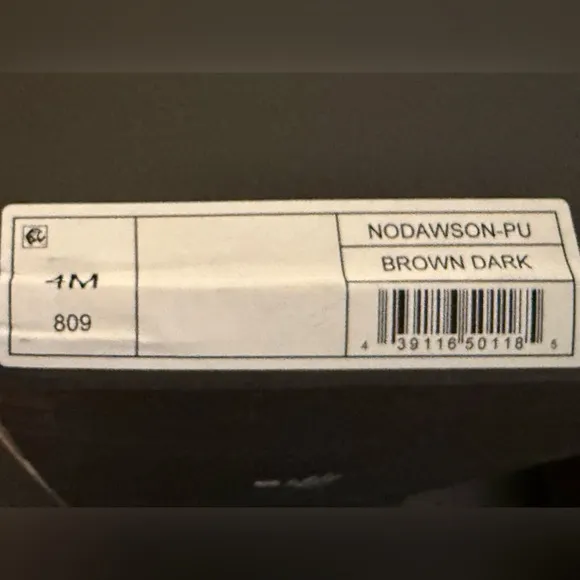 4M
809
NODAWSON-PU
BROWN DARK
4 39116 50118 5